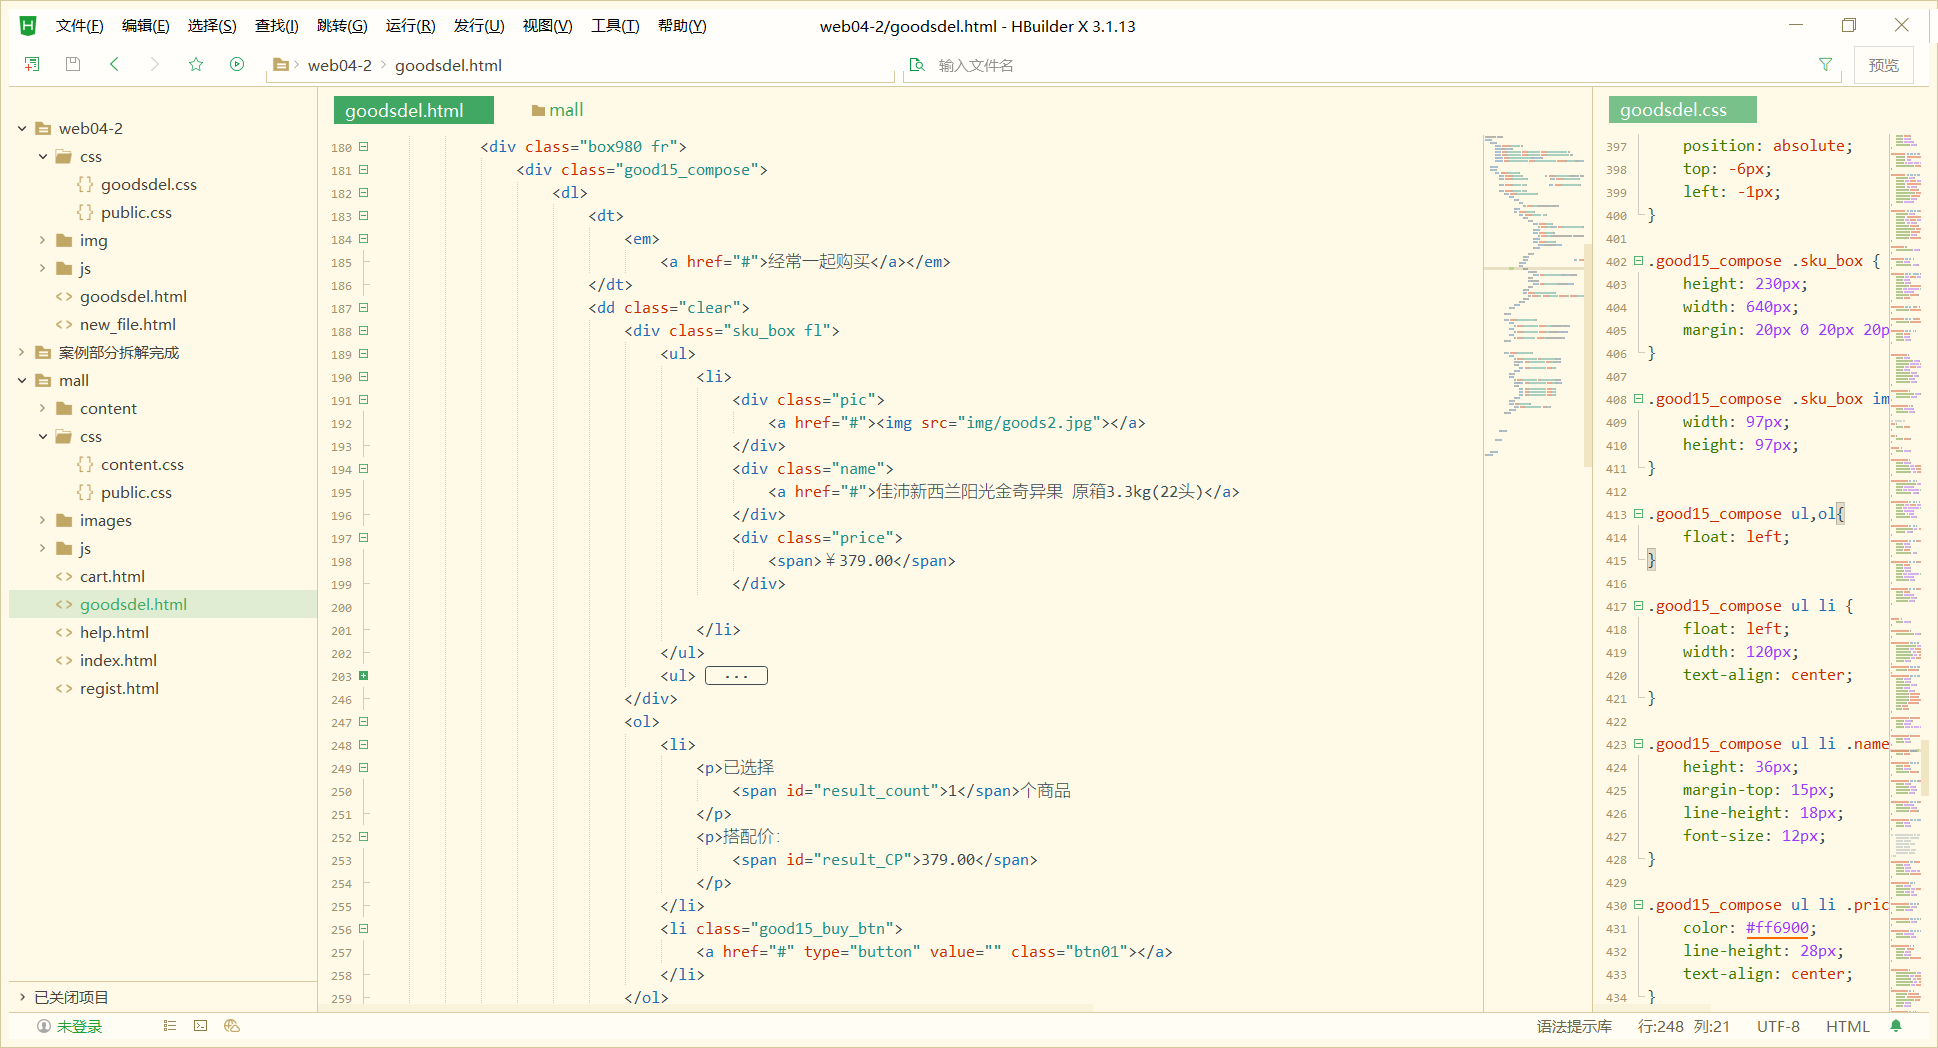 文件(F) 编辑(E) 选择(S) 查找(I) 跳转(G) 运行(R) 发行(U) 视图(V) 工具(T) 帮助(Y)
web04-2/goodsdel.html - HBuilder X 3.1.13
web04-2 > goodsdel.html
输入文件名
预览
web04-2
css
goodsdel.css
public.css
img
js
goodsdel.html
new_file.html
案例部分拆解完成
mall
content
css
content.css
public.css
images
js
cart.html
goodsdel.html
help.html
index.html
regist.html
已关闭项目
goodsdel.html
mall
180 <div class="box980 fr">
181 <div class="good15_compose">
182 <dl>
183 <dt>
184 <em>
185 <a href="#">经常一起购买</a></em>
186 </dt>
187 <dd class="clear">
188 <div class="sku_box fl">
189 <ul>
190 <li>
191 <div class="pic">
192 <a href="#"><img src="img/goods2.jpg"></a>
193 </div>
194 <div class="name">
195 <a href="#">佳沛新西兰阳光金奇异果 原箱3.3kg(22头)</a>
196 </div>
197 <div class="price">
198 <span>￥379.00</span>
199 </div>
200
201 </li>
202 </ul>
203 <ul> ...
246 </div>
247 <ol>
248 <li>
249 <p>已选择
250 <span id="result_count">1</span>个商品
251 </p>
252 <p>搭配价：
253 <span id="result_CP">379.00</span>
254 </p>
255 </li>
256 <li class="good15_buy_btn">
257 <a href="#" type="button" value="" class="btn01"></a>
258 </li>
259 </ol>
goodsdel.css
397 position: absolute;
398 top: -6px;
399 left: -1px;
400 }
401
402 .good15_compose .sku_box {
403 height: 230px;
404 width: 640px;
405 margin: 20px 0 20px 20p
406 }
407
408 .good15_compose .sku_box im
409 width: 97px;
410 height: 97px;
411 }
412
413 .good15_compose ul,ol{
414 float: left;
415 }
416
417 .good15_compose ul li {
418 float: left;
419 width: 120px;
420 text-align: center;
421 }
422
423 .good15_compose ul li .name
424 height: 36px;
425 margin-top: 15px;
426 line-height: 18px;
427 font-size: 12px;
428 }
429
430 .good15_compose ul li .pric
431 color: #ff6900;
432 line-height: 28px;
433 text-align: center;
434 }
未登录
语法提示库 行:248 列:21 UTF-8 HTML